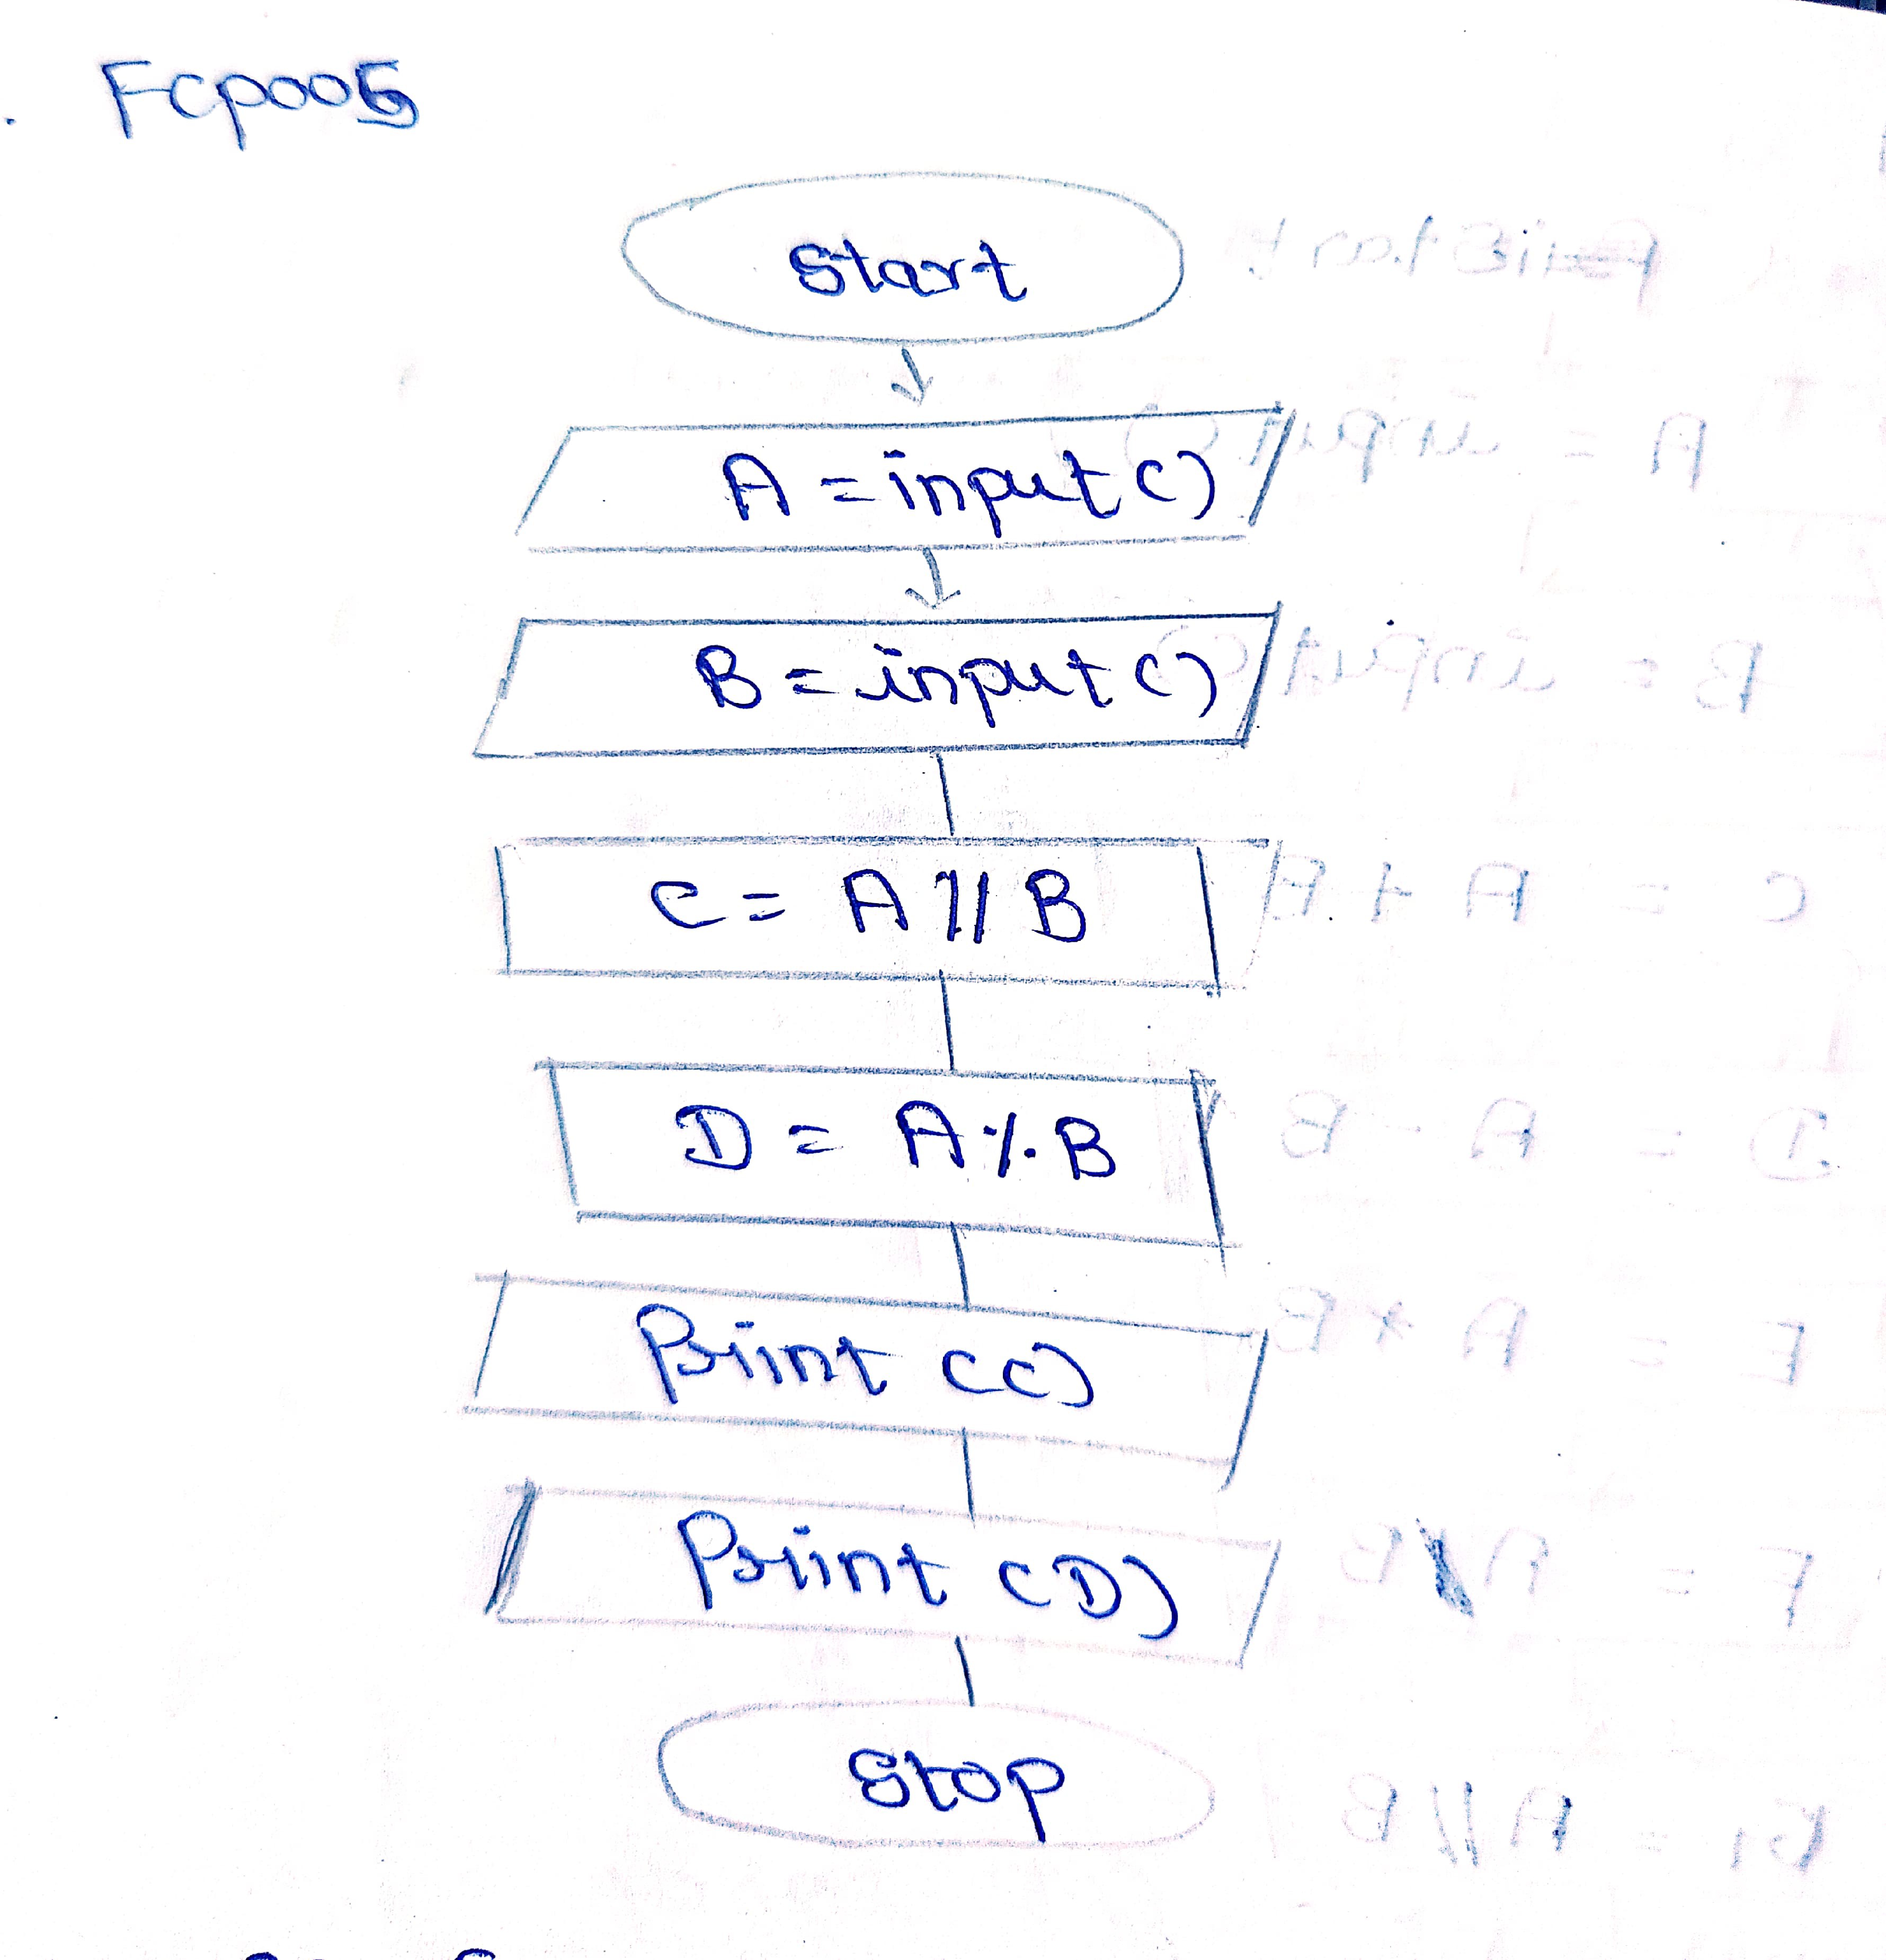 Fcp005
Start
A = input()
B = input()
C = A // B
D = A % B
Print (C)
Print (D)
Stop